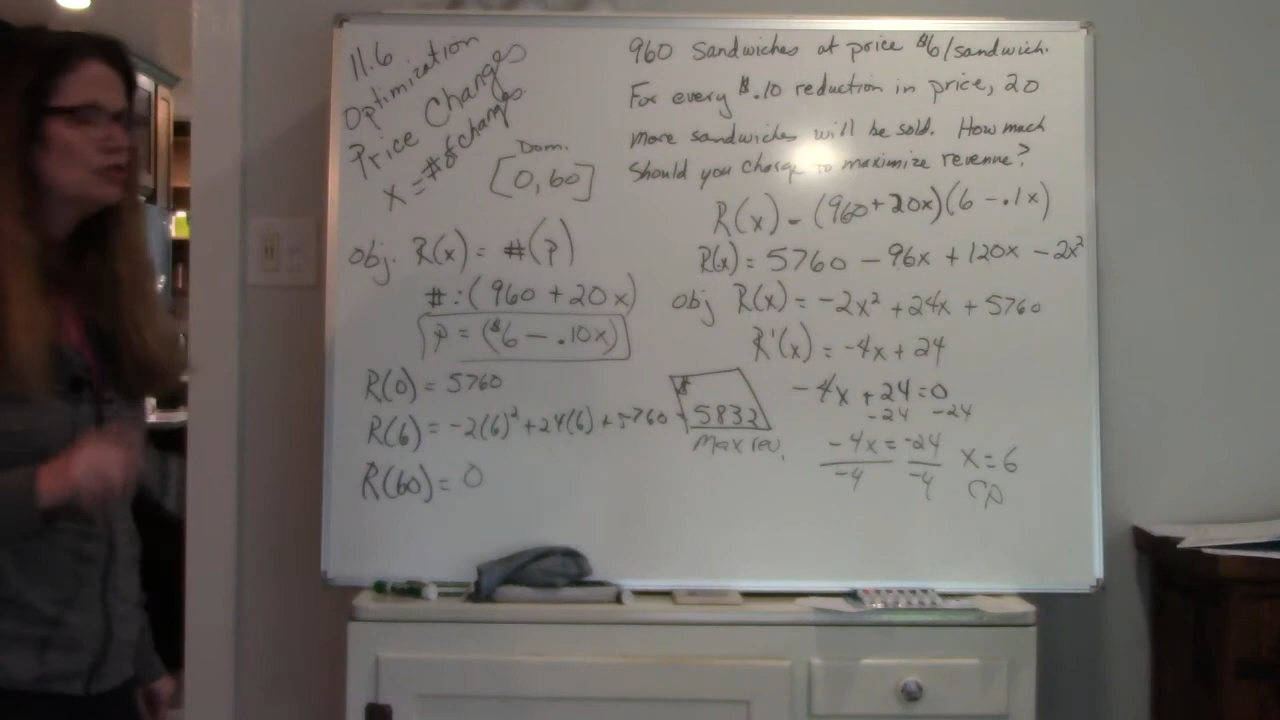 11.6
Optimization
Price Changes
x = # of changes.
Dom.
[0, 60]
Obj. R(x) = #(p)
#: (960 + 20x)
p = ($6 - .10x)
R(0) = 5760
R(6) = -2(6)² + 24(6) + 5760 - $5832
Max rev.
R(60) = 0
960 Sandwiches at price $6/sandwich.
For every $.10 reduction in price, 20
more sandwiches will be sold. How much
should you charge to maximize revenue?
R(x) = (960 + 20x)(6 - .1x)
R(x) = 5760 - 96x + 120x - 2x²
Obj R(x) = -2x² + 24x + 5760
R'(x) = -4x + 24
-4x + 24 = 0
-24 -24
-4x = -24 x = 6
-4 -4 CP